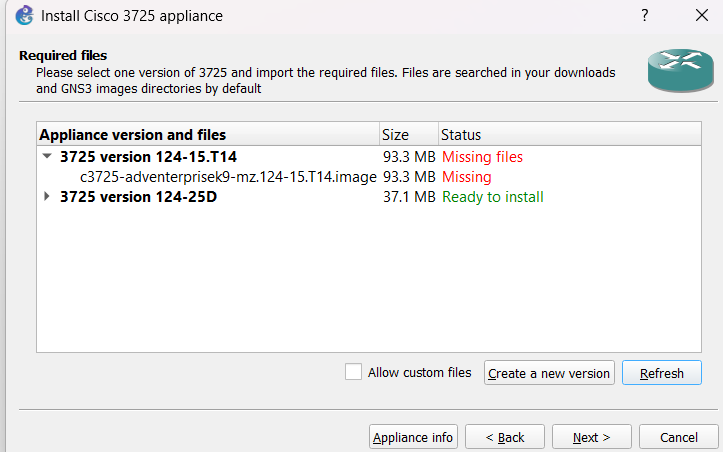 Install Cisco 3725 appliance
?
Required files
Please select one version of 3725 and import the required files. Files are searched in your downloads
and GNS3 images directories by default
Appliance version and files Size Status
3725 version 124-15.T14 93.3 MB Missing files
c3725-adventerprisek9-mz.124-15.T14.image 93.3 MB Missing
3725 version 124-25D 37.1 MB Ready to install
Allow custom files Create a new version Refresh
Appliance info < Back Next > Cancel